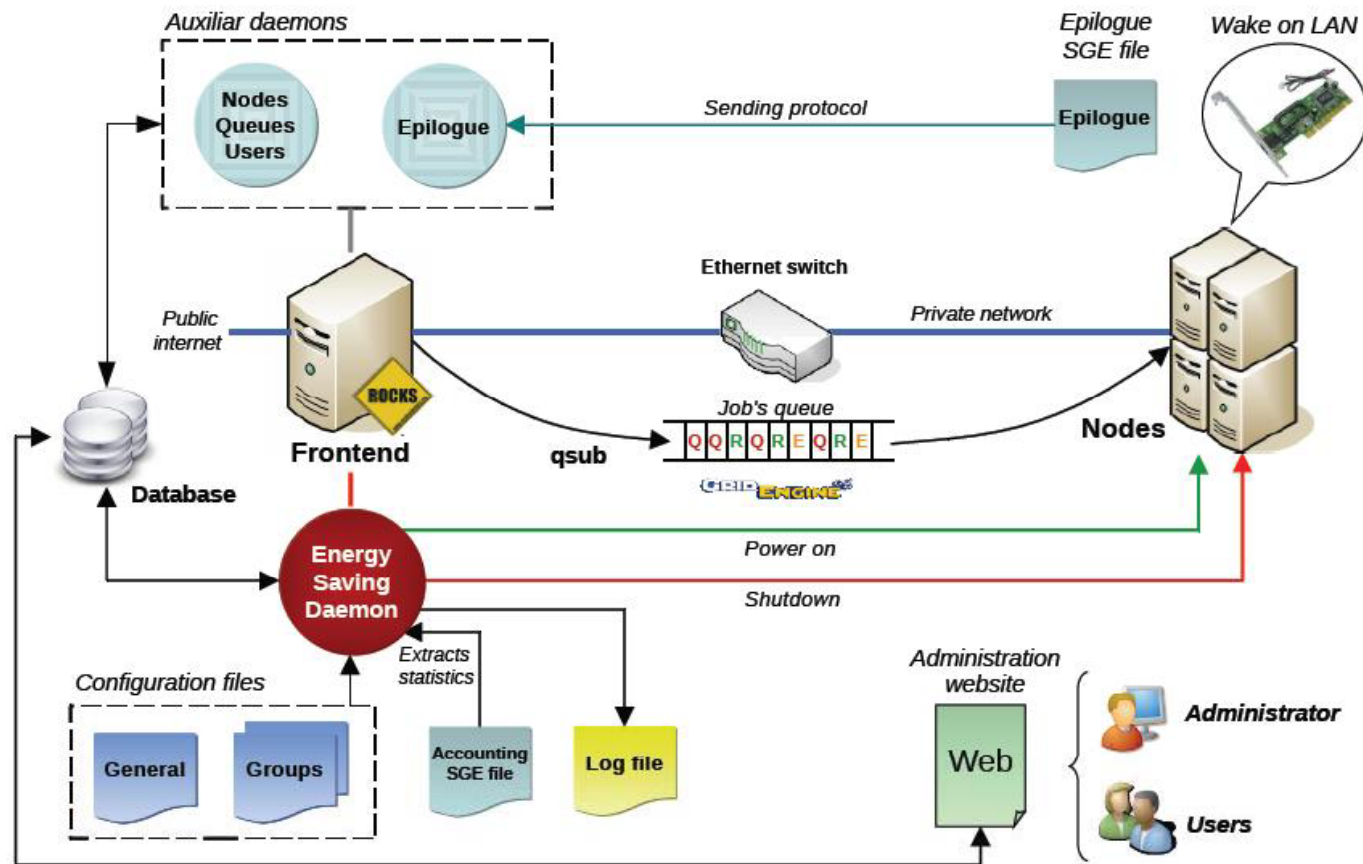 Auxiliar daemons
Nodes
Queues
Users
Epilogue
Sending protocol
Epilogue
SGE file
Epilogue
Wake on LAN
Public
internet
ROCKS
Frontend
Ethernet switch
Private network
Nodes
qsub
Job's queue
Q Q R Q R E Q R E
GRID ENGINE
Database
Energy
Saving
Daemon
Power on
Shutdown
Extracts
statistics
Configuration files
General
Groups
Accounting
SGE file
Log file
Administration
website
Web
Administrator
Users